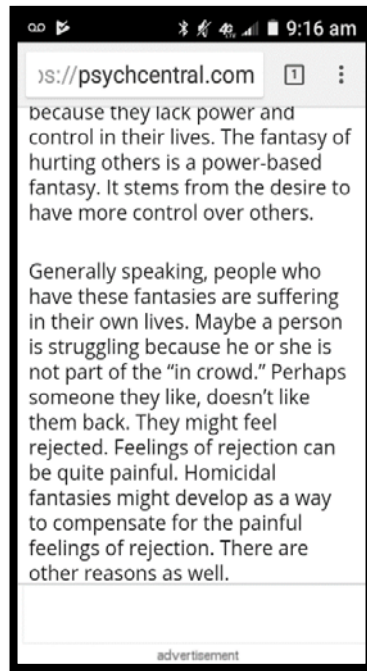 9:16 am
ɔs://psychcentral.com 1
because they lack power and
control in their lives. The fantasy of
hurting others is a power-based
fantasy. It stems from the desire to
have more control over others.
Generally speaking, people who
have these fantasies are suffering
in their own lives. Maybe a person
is struggling because he or she is
not part of the “in crowd.” Perhaps
someone they like, doesn’t like
them back. They might feel
rejected. Feelings of rejection can
be quite painful. Homicidal
fantasies might develop as a way
to compensate for the painful
feelings of rejection. There are
other reasons as well.
advertisement